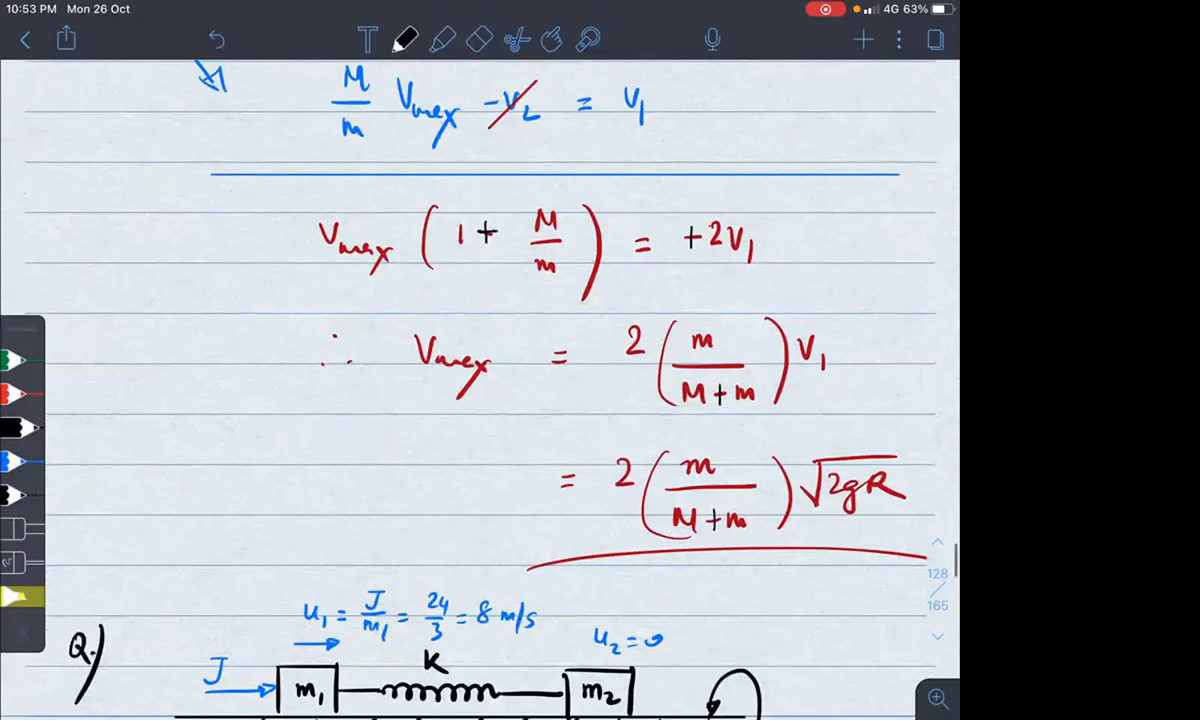 10:53 PM Mon 26 Oct 4G 63%
M/m Vmax - V2 = V1
Vmax ( 1 + M/m ) = +2V1
∴ Vmax = 2 ( m / M+m ) V1
= 2 ( m / M+m ) √2gR
128 / 165
u1 = J/m1 = 24/3 = 8 m/s u2 = 0
Q.) J m1 K m2